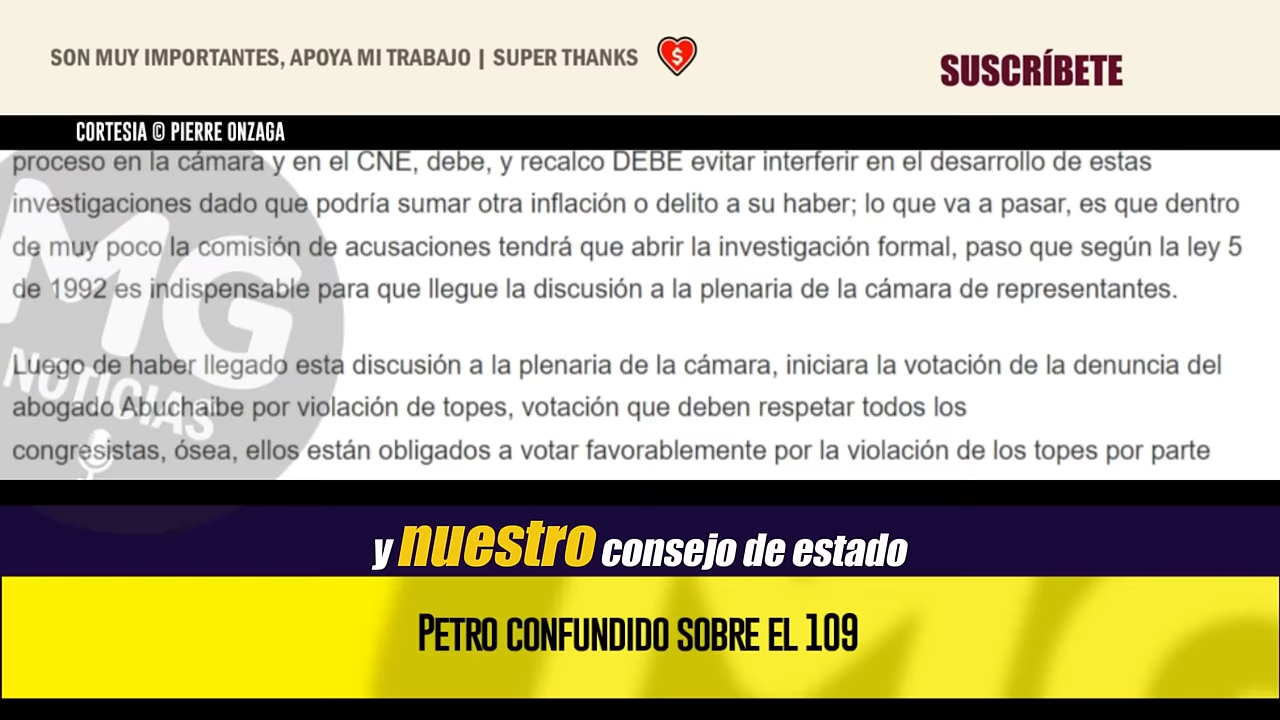 SON MUY IMPORTANTES, APOYA MI TRABAJO | SUPER THANKS
SUSCRÍBETE
CORTESIA © PIERRE ONZAGA
proceso en la cámara y en el CNE, debe, y recalco DEBE evitar interferir en el desarrollo de estas
investigaciones dado que podría sumar otra inflación o delito a su haber; lo que va a pasar, es que dentro
de muy poco la comisión de acusaciones tendrá que abrir la investigación formal, paso que según la ley 5
de 1992 es indispensable para que llegue la discusión a la plenaria de la cámara de representantes.
Luego de haber llegado esta discusión a la plenaria de la cámara, iniciara la votación de la denuncia del
abogado Abuchaibe por violación de topes, votación que deben respetar todos los
congresistas, ósea, ellos están obligados a votar favorablemente por la violación de los topes por parte
MG
NOTICIAS
y nuestro consejo de estado
PETRO CONFUNDIDO SOBRE EL 109